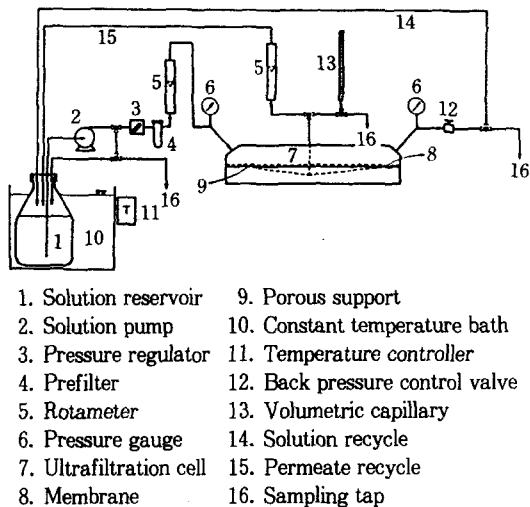 14
15
5
6
5
13
6
12
2
3
4
16
7
8
16
9
16
11
T
1
10
1. Solution reservoir
2. Solution pump
3. Pressure regulator
4. Prefilter
5. Rotameter
6. Pressure gauge
7. Ultrafiltration cell
8. Membrane
9. Porous support
10. Constant temperature bath
11. Temperature controller
12. Back pressure control valve
13. Volumetric capillary
14. Solution recycle
15. Permeate recycle
16. Sampling tap